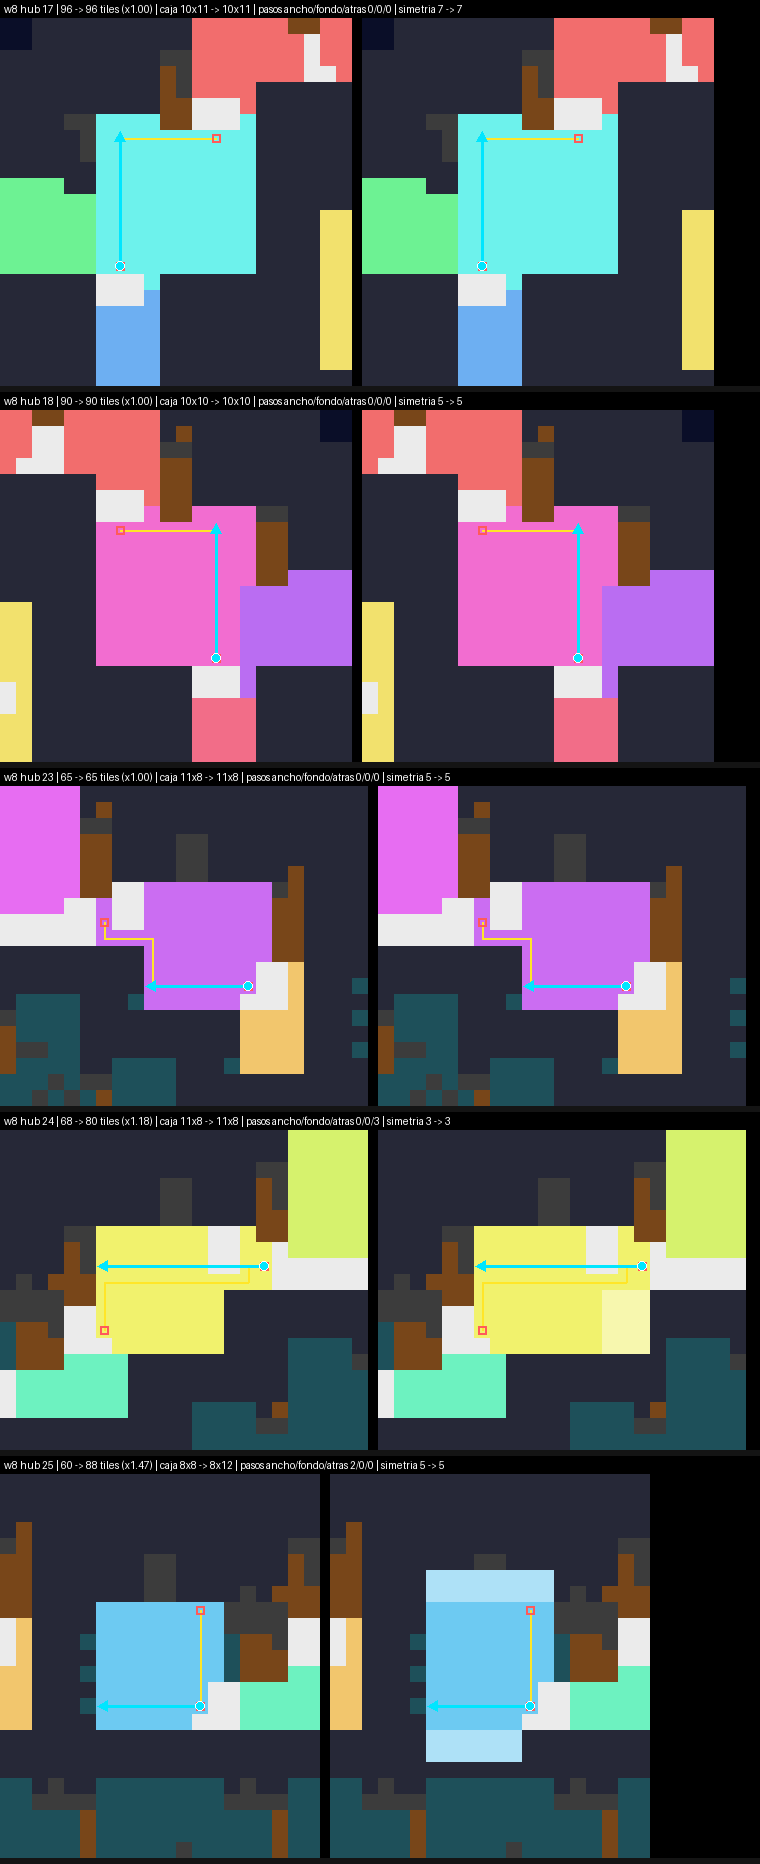 w8 hub 17 | 96 -> 96 tiles (x1.00) | caja 10x11 -> 10x11 | pasos ancho/fondo/atras 0/0/0 | simetria 7 -> 7
w8 hub 18 | 90 -> 90 tiles (x1.00) | caja 10x10 -> 10x10 | pasos ancho/fondo/atras 0/0/0 | simetria 5 -> 5
w8 hub 23 | 65 -> 65 tiles (x1.00) | caja 11x8 -> 11x8 | pasos ancho/fondo/atras 0/0/0 | simetria 5 -> 5
w8 hub 24 | 68 -> 80 tiles (x1.18) | caja 11x8 -> 11x8 | pasos ancho/fondo/atras 0/0/3 | simetria 3 -> 3
w8 hub 25 | 60 -> 88 tiles (x1.47) | caja 8x8 -> 8x12 | pasos ancho/fondo/atras 2/0/0 | simetria 5 -> 5